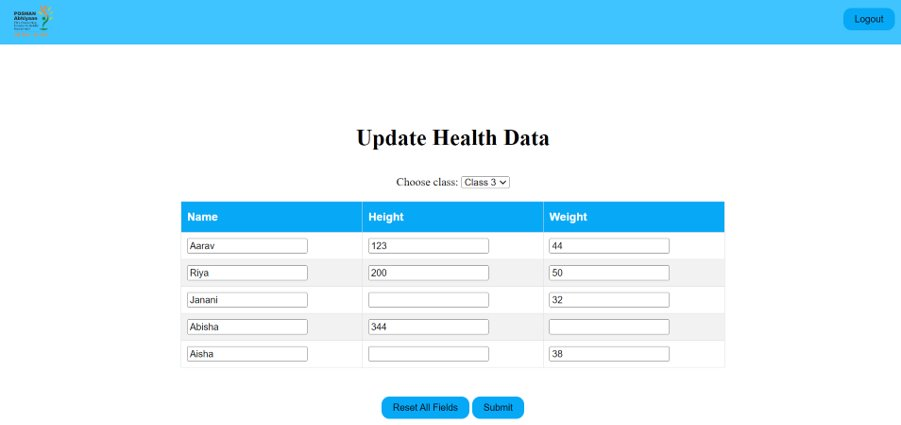 POSHAN
Abhiyaan
Logout
Update Health Data
Choose class: Class 3
Name Height Weight
Aarav 123 44
Riya 200 50
Janani 32
Abisha 344
Aisha 38
Reset All Fields Submit